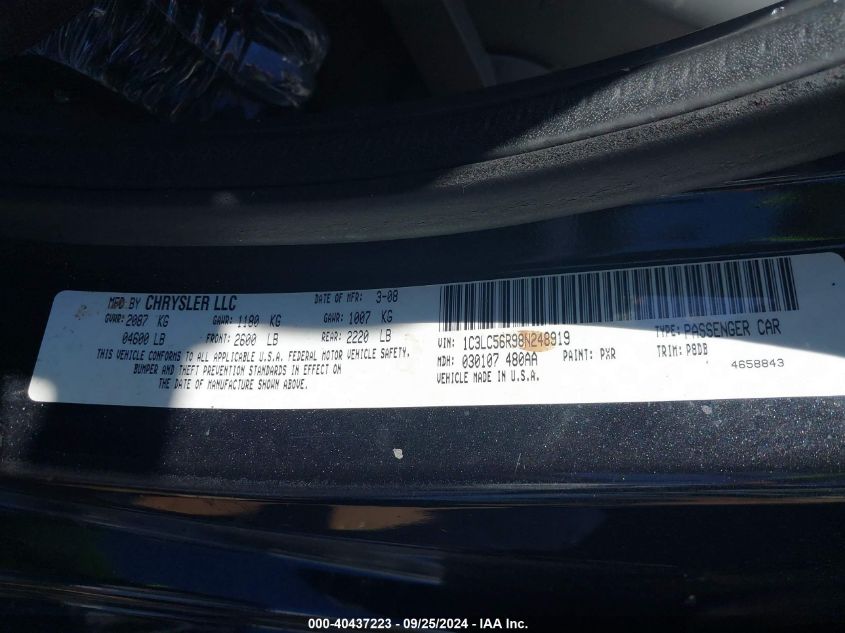 MFD BY CHRYSLER LLC DATE OF MFR: 3-08
GVWR: 2087 KG GAWR: 1180 KG GAWR: 1007 KG
04600 LB FRONT: 2600 LB REAR: 2220 LB
THIS VEHICLE CONFORMS TO ALL APPLICABLE U.S.A. FEDERAL MOTOR VEHICLE SAFETY,
BUMPER AND THEFT PREVENTION STANDARDS IN EFFECT ON
THE DATE OF MANUFACTURE SHOWN ABOVE.
VIN: 1C3LC56R98N248919 TYPE: PASSENGER CAR
MDH: 030107 480AA PAINT: PXR TRIM: P8DB
VEHICLE MADE IN U.S.A. 4658843
000-40437223 - 09/25/2024 - IAA Inc.